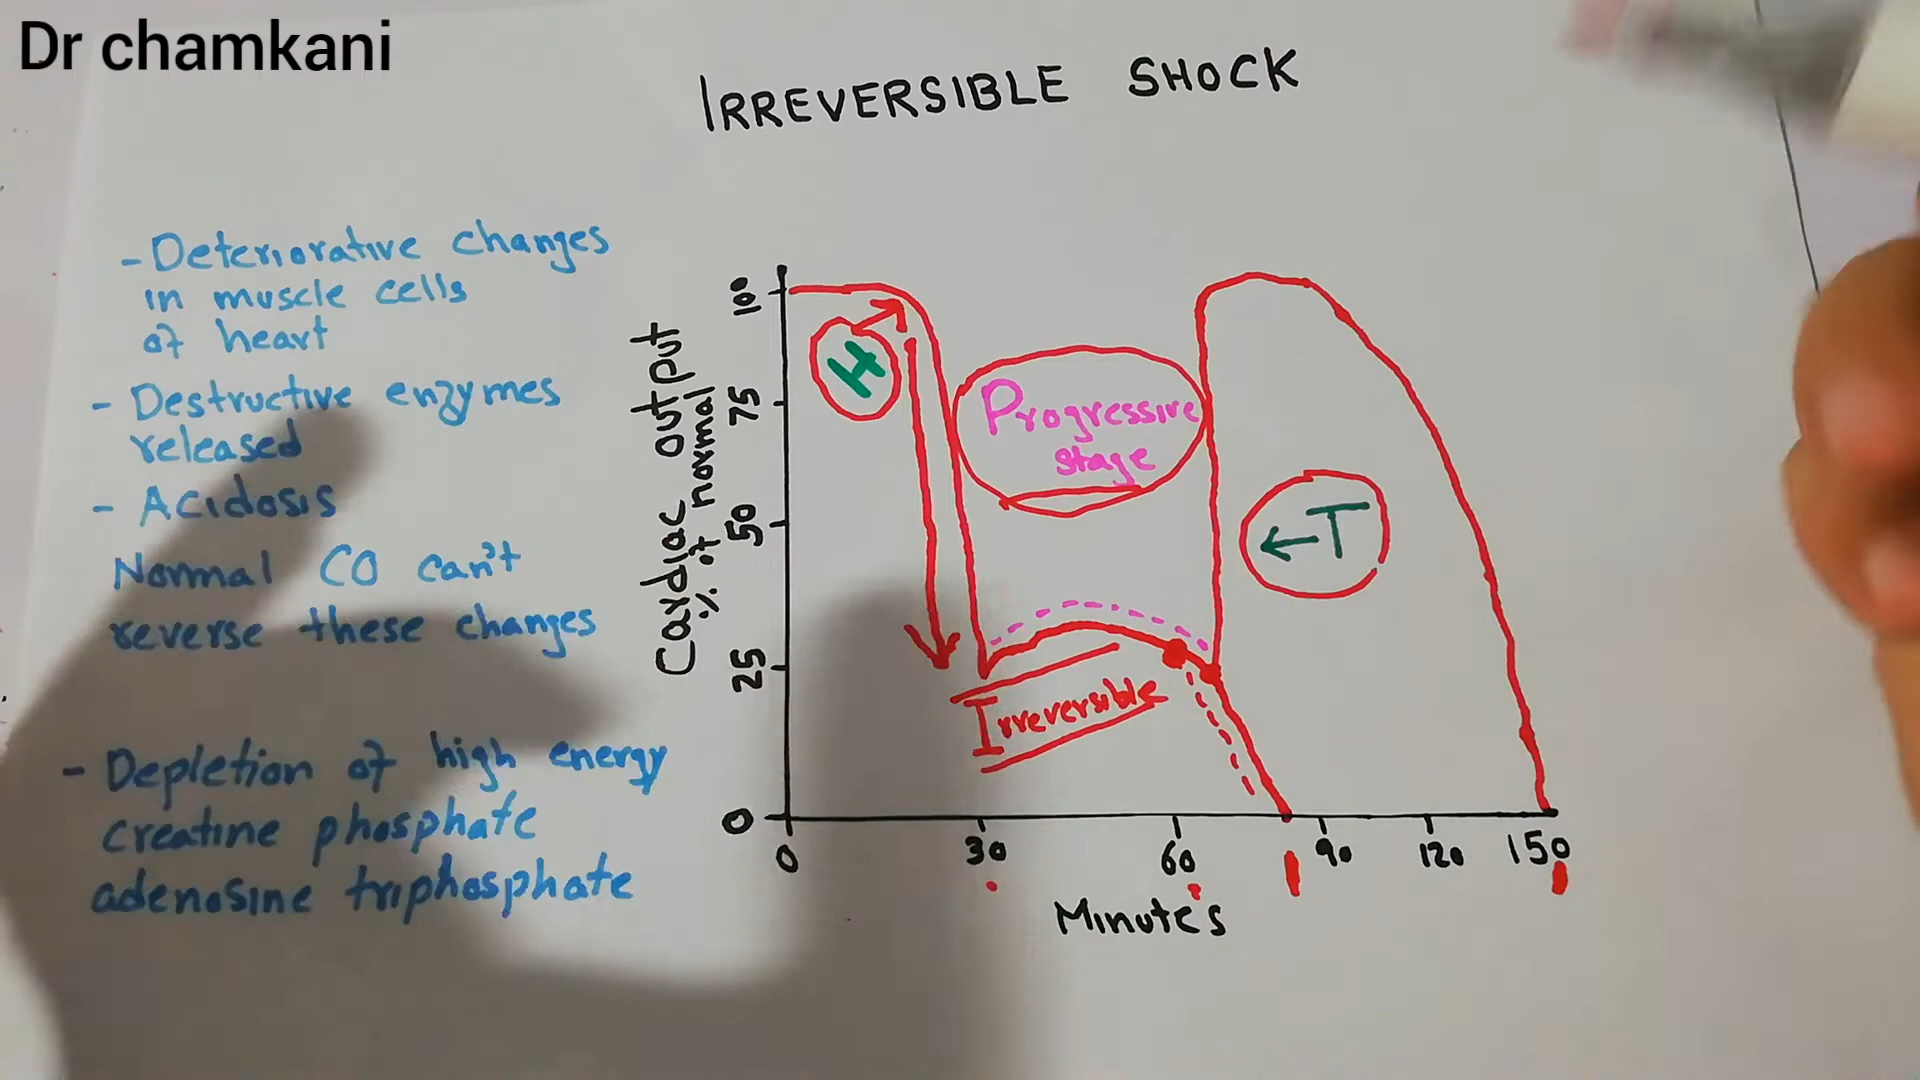 Dr chamkani
IRREVERSIBLE SHOCK
- Deteriorative changes
in muscle cells
of heart
- Destructive enzymes
released
- Acidosis
Normal CO can't
reverse these changes
- Depletion of high energy
creatine phosphate
adenosine triphosphate
Cardiac output
% of normal
100
75
50
25
0
H
Progressive
stage
←T
Irreversible
0 30 60 90 120 150
Minutes